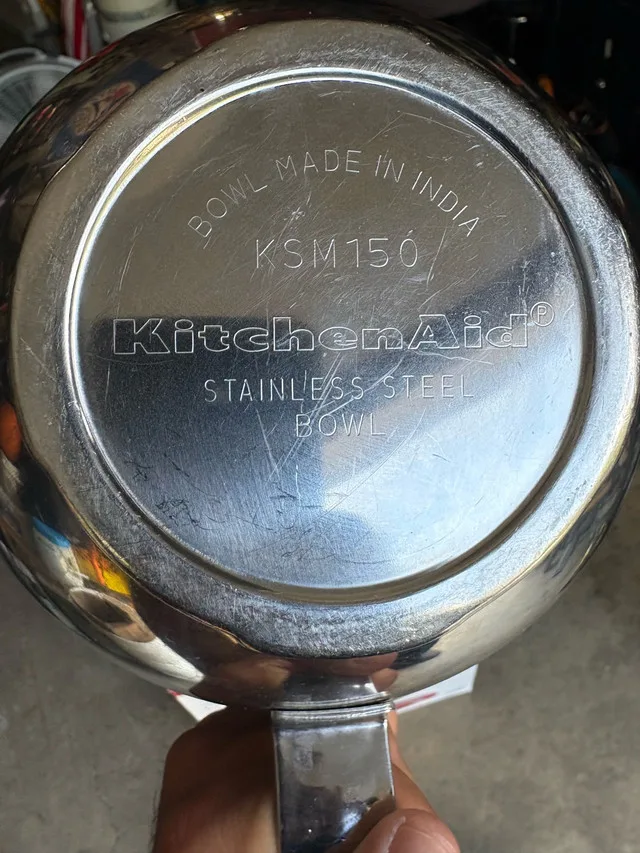 BOWL MADE IN INDIA
KSM150
KitchenAid®
STAINLESS STEEL
BOWL